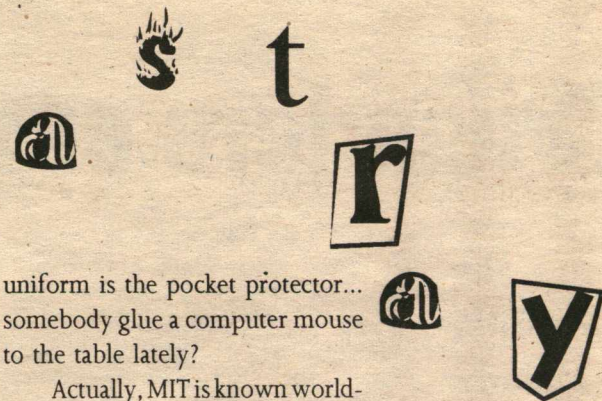 a s t r a y
uniform is the pocket protector...
somebody glue a computer mouse
to the table lately?
Actually, MIT is known world-